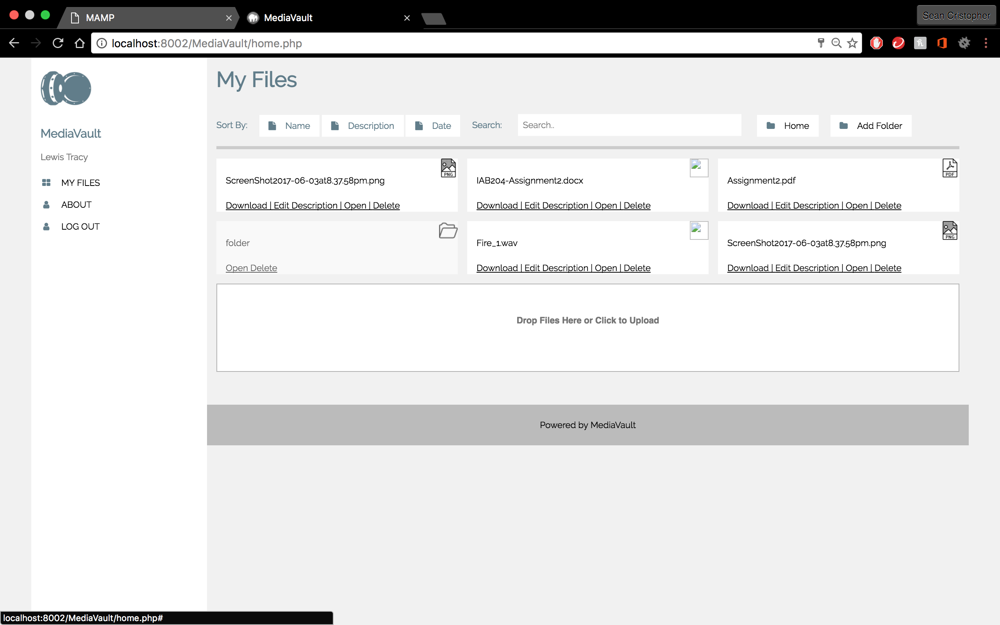 MAMP
MediaVault
Sean Cristopher
localhost:8002/MediaVault/home.php
My Files
Sort By: Name Description Date Search: Search.. Home Add Folder
MediaVault
Lewis Tracy
MY FILES
ABOUT
LOG OUT
PNG
ScreenShot2017-06-03at8.37.58pm.png
Download | Edit Description | Open | Delete
IAB204-Assignment2.docx
Download | Edit Description | Open | Delete
PDF
Assignment2.pdf
Download | Edit Description | Open | Delete
folder
Open Delete
Fire_1.wav
Download | Edit Description | Open | Delete
PNG
ScreenShot2017-06-03at8.37.58pm.png
Download | Edit Description | Open | Delete
Drop Files Here or Click to Upload
Powered by MediaVault
localhost:8002/MediaVault/home.php#